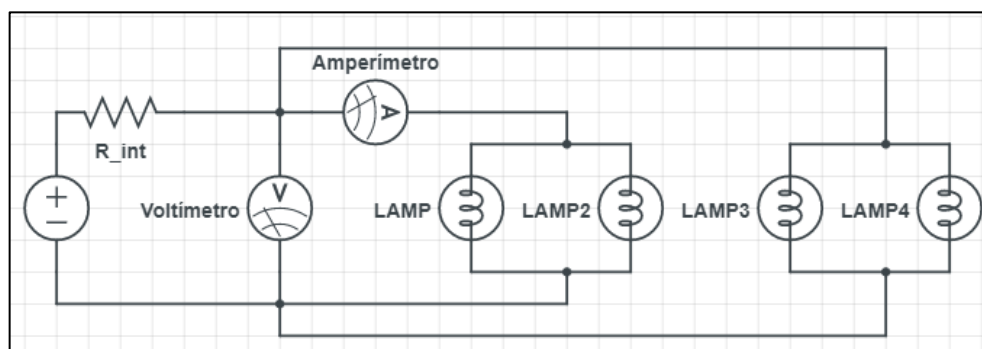 Amperímetro
A
R_int
V
Voltímetro
LAMP
LAMP2
LAMP3
LAMP4